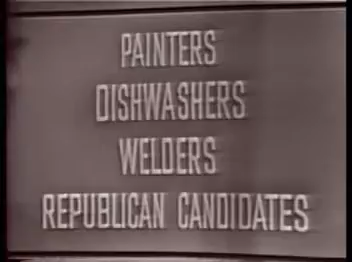 PAINTERS
DISHWASHERS
WELDERS
REPUBLICAN CANDIDATES